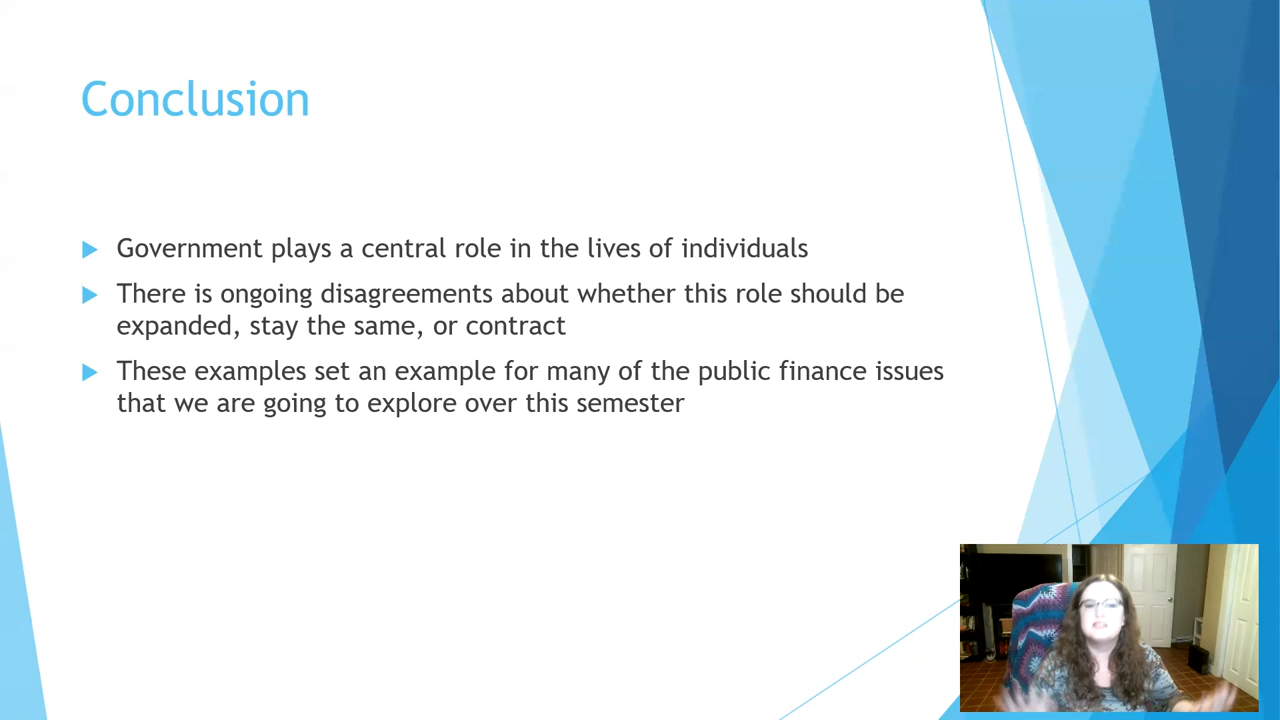 Conclusion
Government plays a central role in the lives of individuals
There is ongoing disagreements about whether this role should be
expanded, stay the same, or contract
These examples set an example for many of the public finance issues
that we are going to explore over this semester